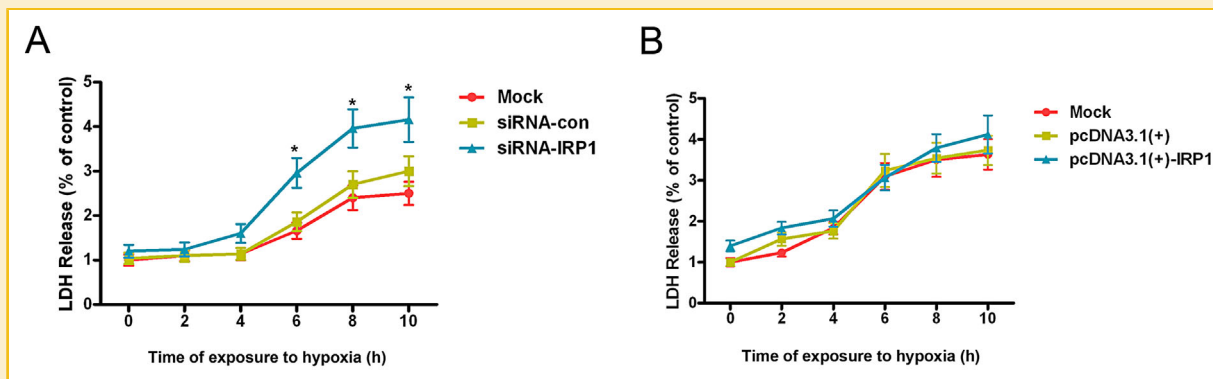 A
LDH Release (% of control)
5
4
3
2
1
0
0 2 4 6 8 10
Time of exposure to hypoxia (h)
* * *
Mock
siRNA-con
siRNA-IRP1
B
LDH Release (% of control)
5
4
3
2
1
0
0 2 4 6 8 10
Time of exposure to hypoxia (h)
Mock
pcDNA3.1(+)
pcDNA3.1(+)-IRP1